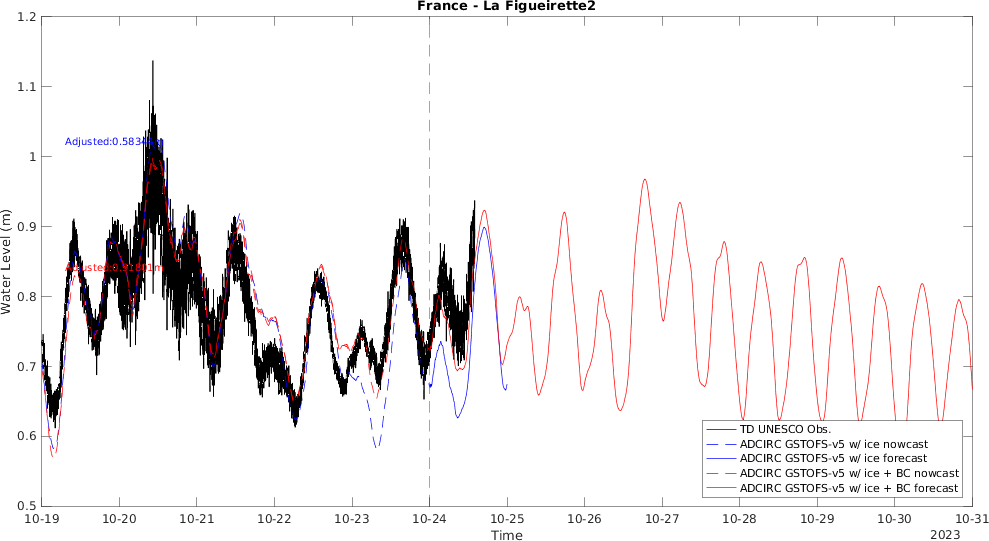 France - La Figueirette2
1.2
1.1
1
0.9
0.8
0.7
0.6
0.5
Water Level (m)
10-19 10-20 10-21 10-22 10-23 10-24 10-25 10-26 10-27 10-28 10-29 10-30 10-31
Time
2023
TD UNESCO Obs.
ADCIRC GSTOFS-v5 w/ ice nowcast
ADCIRC GSTOFS-v5 w/ ice forecast
ADCIRC GSTOFS-v5 w/ ice + BC nowcast
ADCIRC GSTOFS-v5 w/ ice + BC forecast